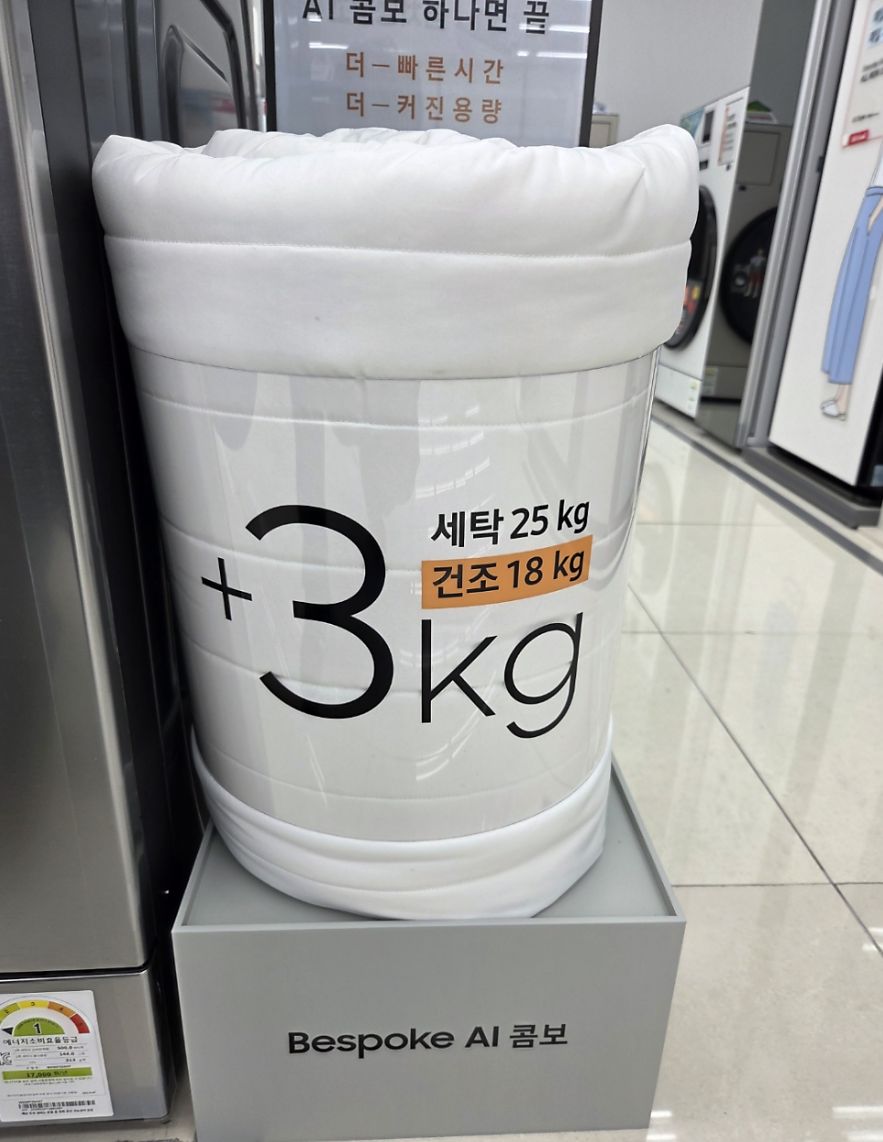 AI 콤보 하나면 끝
더 빠른시간
더 커진용량
+3kg
세탁 25 kg
건조 18 kg
Bespoke AI 콤보
1
에너지소비효율등급